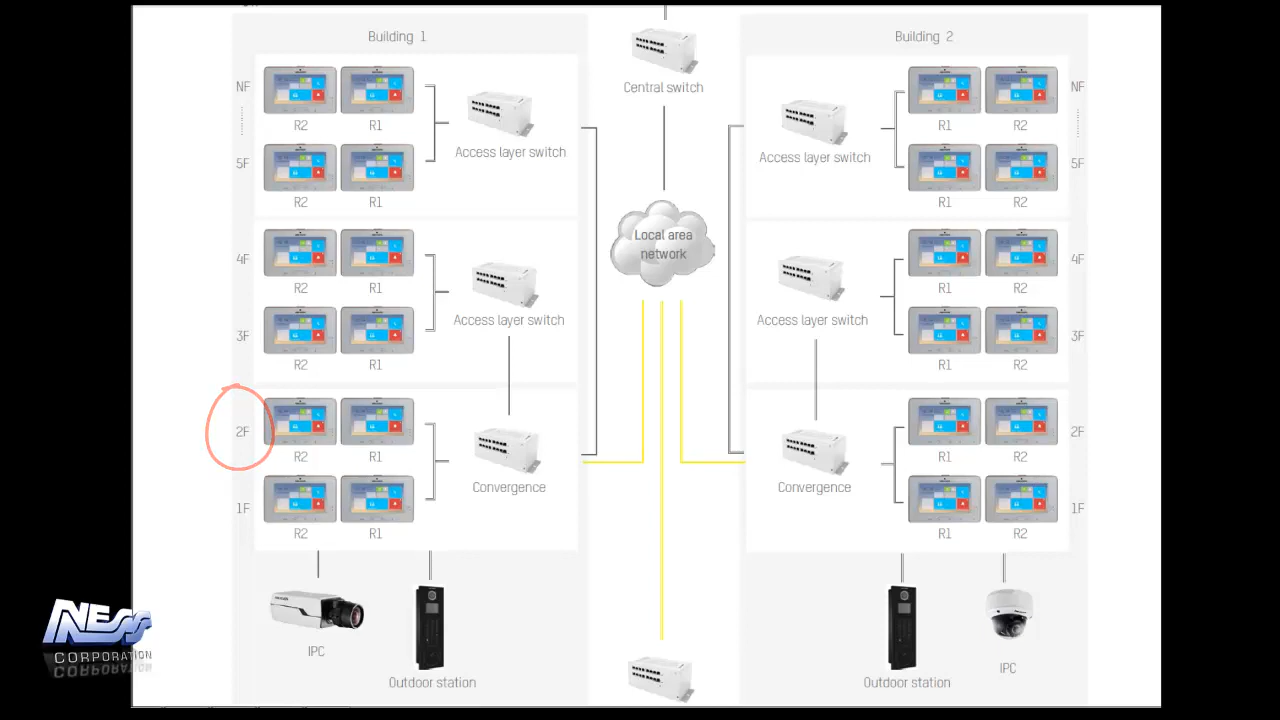 Building 1
Building 2
Central switch
NF
R2
R1
Access layer switch
5F
R2
R1
4F
R2
R1
Access layer switch
3F
R2
R1
2F
R2
R1
Convergence
1F
R2
R1
IPC
Outdoor station
Local area
network
NF
R1
R2
Access layer switch
5F
R1
R2
4F
R1
R2
Access layer switch
3F
R1
R2
2F
R1
R2
Convergence
1F
R1
R2
Outdoor station
IPC
NESS
CORPORATION